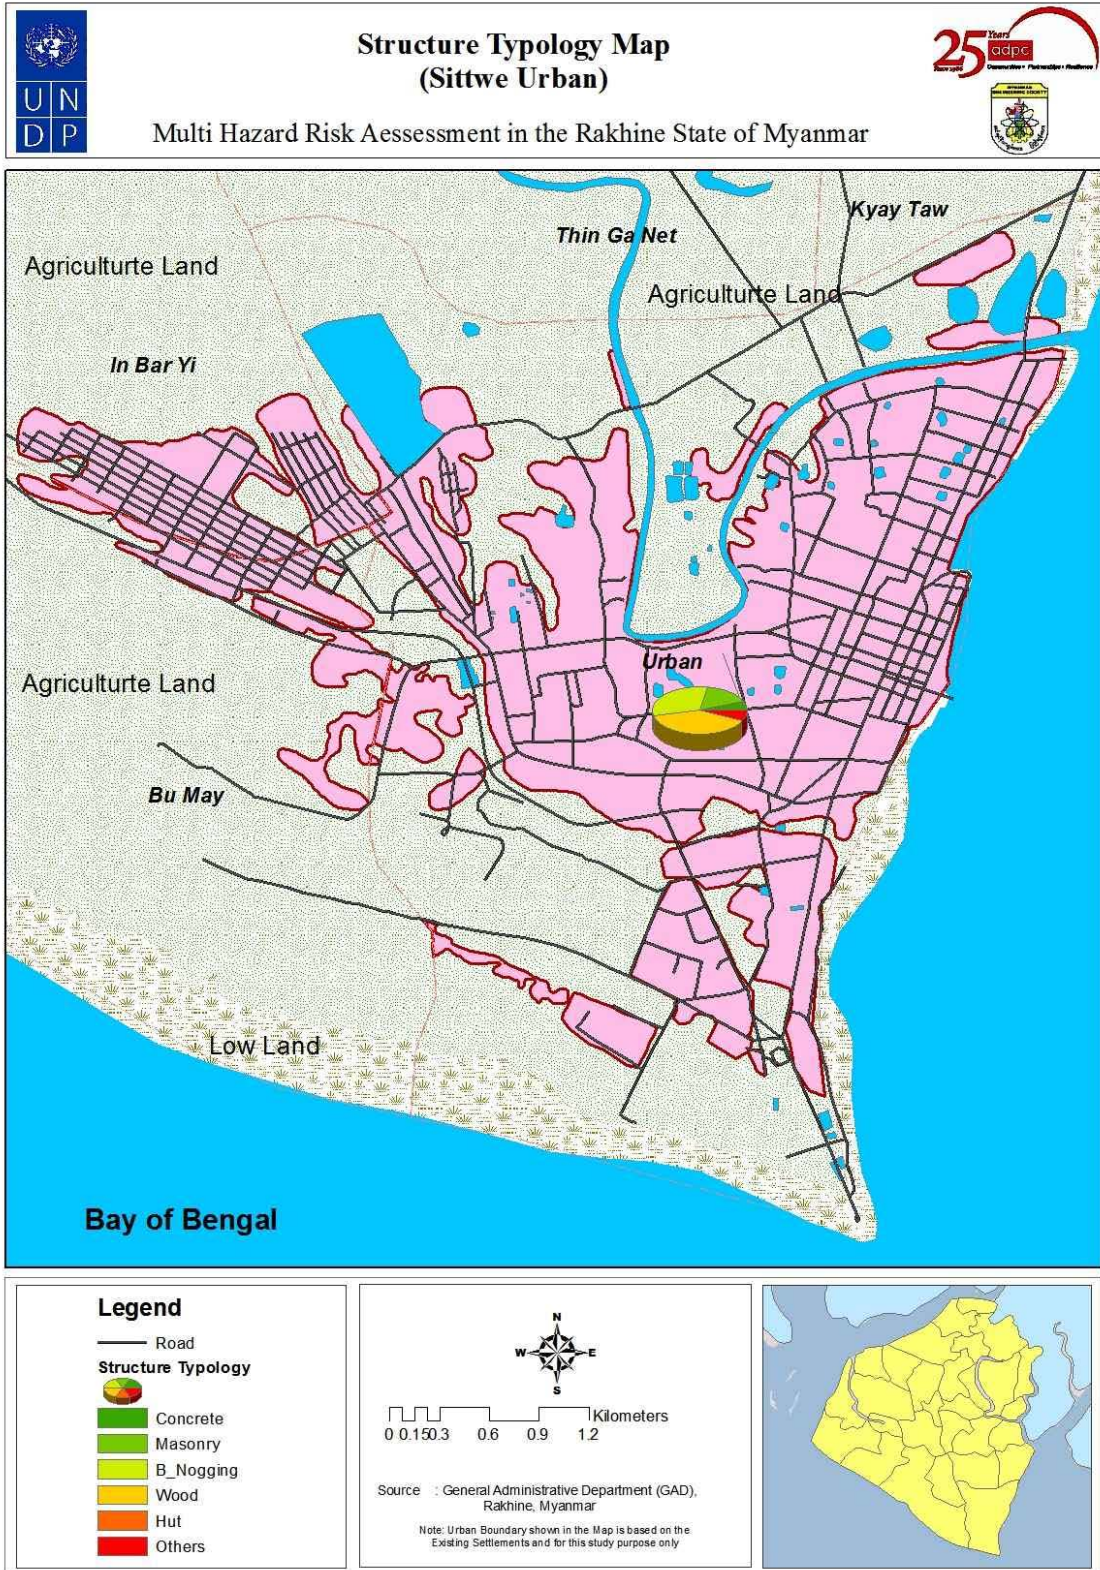 U N
D P
Structure Typology Map
(Sittwe Urban)
Multi Hazard Risk Aessessment in the Rakhine State of Myanmar
25 Years
adpc
Kyay Taw
Thin Ga Net
Agriculturte Land
Agriculturte Land
In Bar Yi
Urban
Agriculturte Land
Bu May
Low Land
Bay of Bengal
Legend
Road
Structure Typology
Concrete
Masonry
B_Nogging
Wood
Hut
Others
N
W E
S
Kilometers
0 0.150.3 0.6 0.9 1.2
Source : General Administrative Department (GAD),
Rakhine, Myanmar
Note: Urban Boundary shown in the Map is based on the
Existing Settlements and for this study purpose only